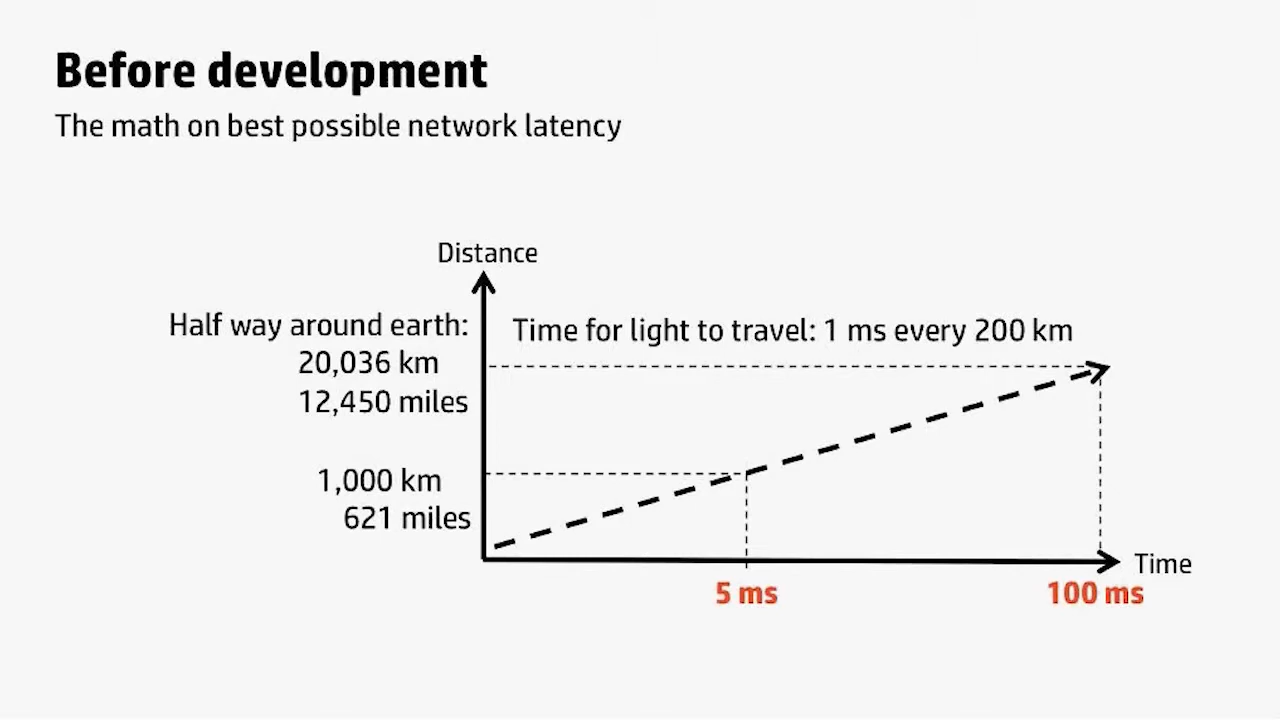 Before development
The math on best possible network latency
Distance
Half way around earth:
20,036 km
12,450 miles
Time for light to travel: 1 ms every 200 km
1,000 km
621 miles
Time
5 ms
100 ms